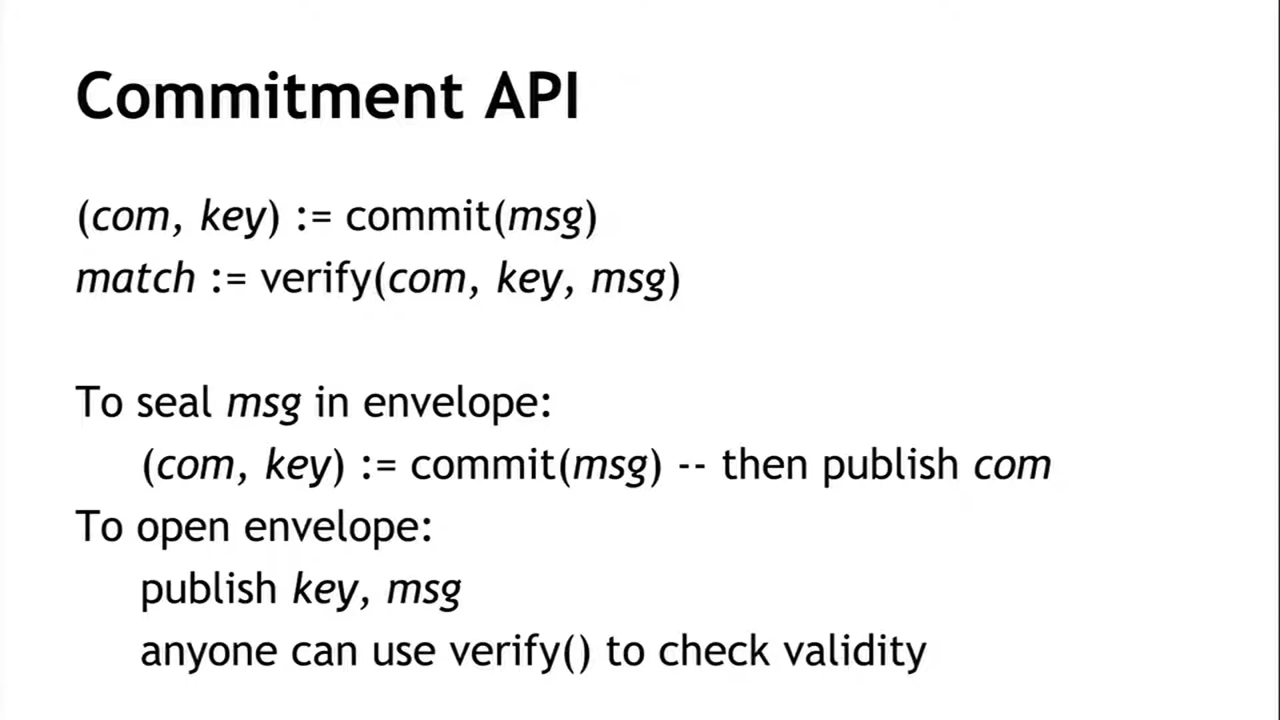 Commitment API
(com, key) := commit(msg)
match := verify(com, key, msg)
To seal msg in envelope:
(com, key) := commit(msg) -- then publish com
To open envelope:
publish key, msg
anyone can use verify() to check validity